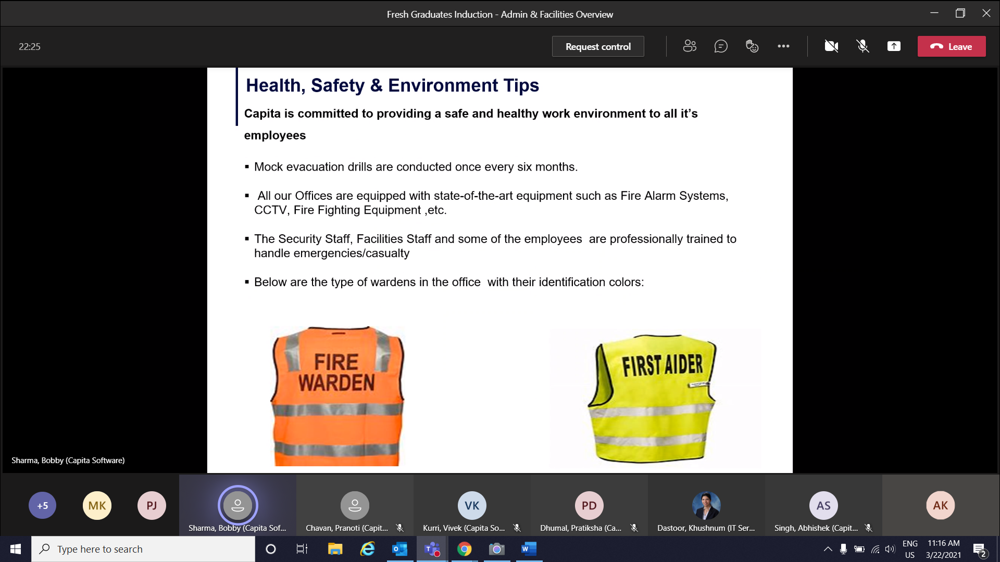 Fresh Graduates Induction - Admin & Facilities Overview
22:25
Request control
Leave
Health, Safety & Environment Tips
Capita is committed to providing a safe and healthy work environment to all it’s
employees
▪ Mock evacuation drills are conducted once every six months.
▪ All our Offices are equipped with state-of-the-art equipment such as Fire Alarm Systems,
CCTV, Fire Fighting Equipment ,etc.
▪ The Security Staff, Facilities Staff and some of the employees are professionally trained to
handle emergencies/casualty
▪ Below are the type of wardens in the office with their identification colors:
FIRE
WARDEN
FIRST AIDER
Sharma, Bobby (Capita Software)
+5
MK
PJ
Sharma, Bobby (Capita Sof...
Chavan, Pranoti (Capit...
VK
Kurri, Vivek (Capita So...
PD
Dhumal, Pratiksha (Ca...
Dastoor, Khushnum (IT Ser...
AS
Singh, Abhishek (Capit...
AK
Type here to search
ENG
US
11:16 AM
3/22/2021
2